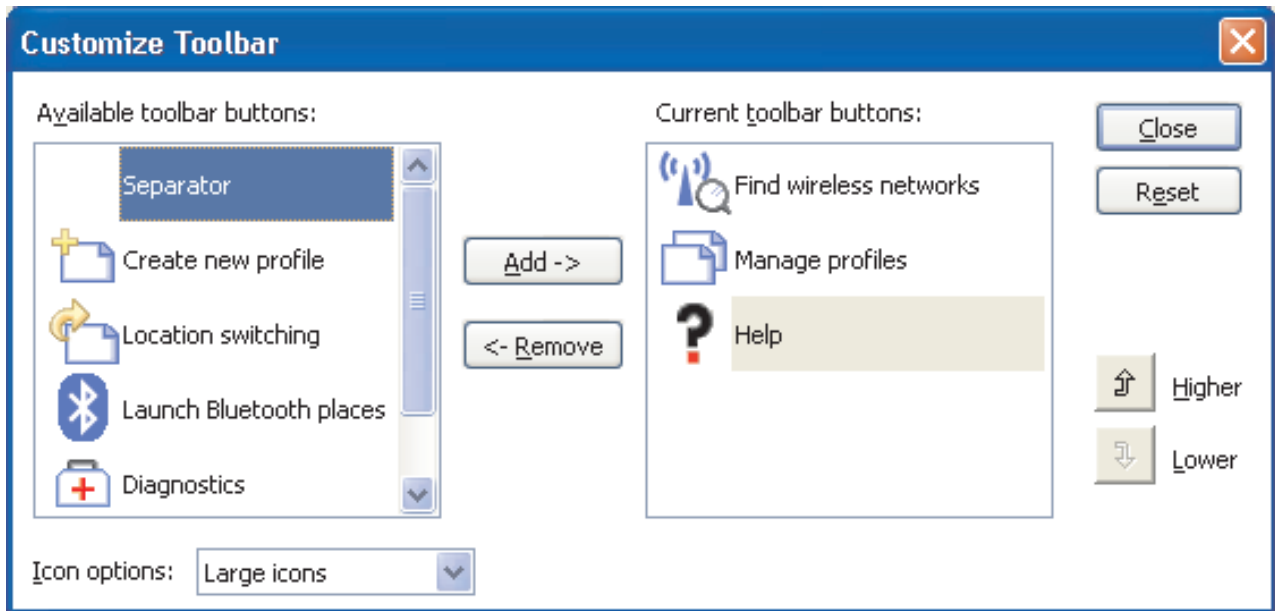 Customize Toolbar
Available toolbar buttons:
Separator
Create new profile
Location switching
Launch Bluetooth places
Diagnostics
Add ->
<- Remove
Current toolbar buttons:
Find wireless networks
Manage profiles
Help
Close
Reset
Higher
Lower
Icon options: Large icons